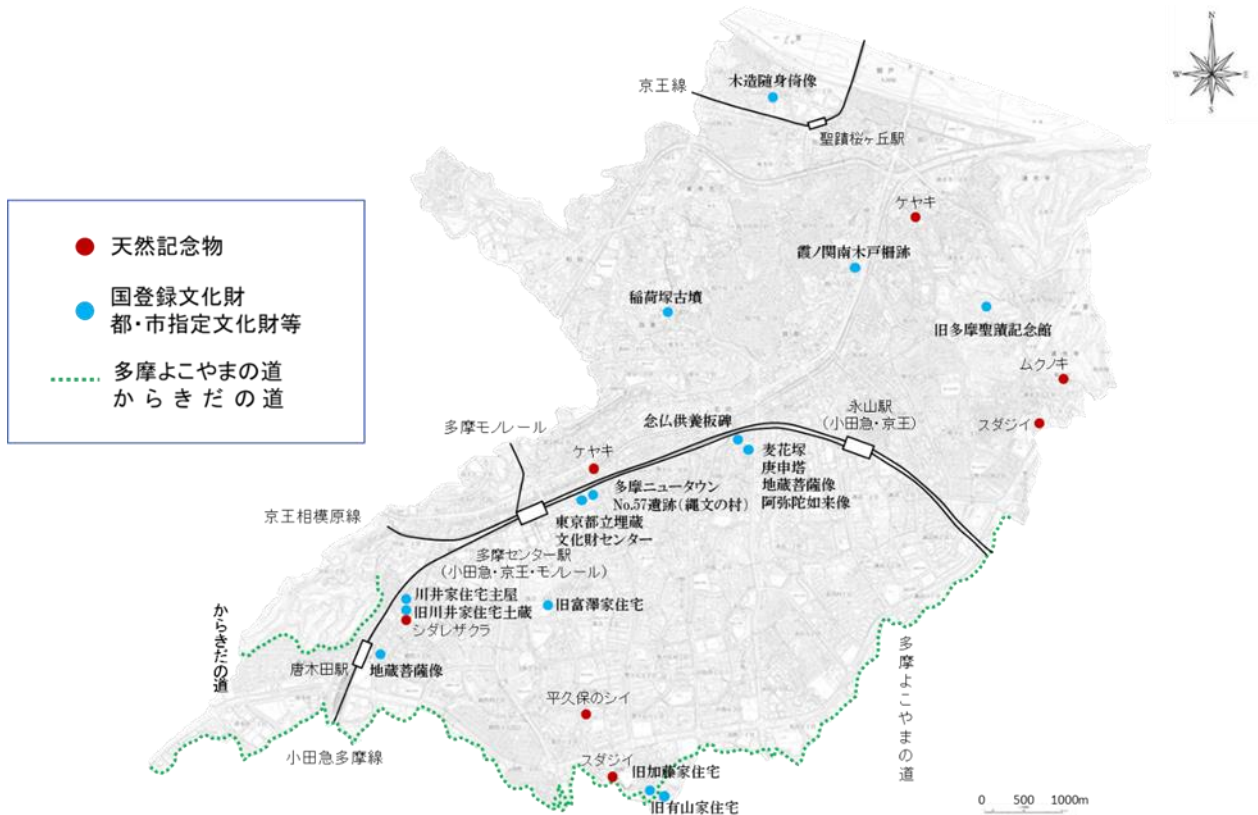 N
W
E
S
木造随身倚像
京王線
聖蹟桜ヶ丘駅
ケヤキ
天然記念物
国登録文化財
都・市指定文化財等
多摩よこやまの道
からきだの道
霞ノ関南木戸柵跡
稲荷塚古墳
旧多摩聖蹟記念館
ムクノキ
スダジイ
永山駅
(小田急・京王)
念仏供養板碑
多摩モノレール
ケヤキ
麦花塚
庚申塔
地蔵菩薩像
阿弥陀如来像
多摩ニュータウン
No.57遺跡(縄文の村)
京王相模原線
東京都立埋蔵
文化財センター
多摩センター駅
(小田急・京王・モノレール)
川井家住宅主屋
旧川井家住宅土蔵
シダレザクラ
旧富澤家住宅
からきだの道
唐木田駅
地蔵菩薩像
多摩よこやまの道
平久保のシイ
小田急多摩線
スダジイ
旧加藤家住宅
旧有山家住宅
0 500 1000m